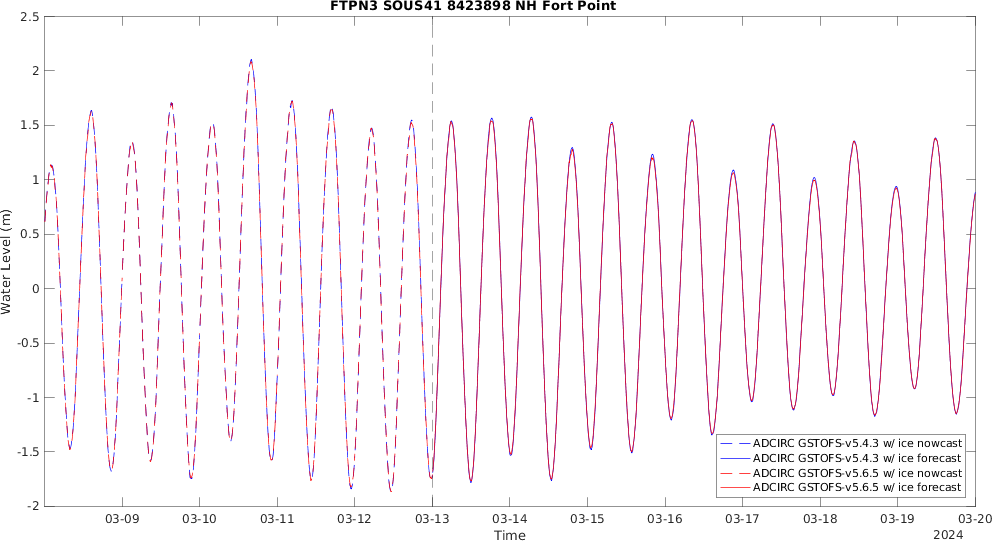 FTPN3 SOUS41 8423898 NH Fort Point
2.5
2
1.5
1
0.5
0
-0.5
-1
-1.5
-2
Water Level (m)
ADCIRC GSTOFS-v5.4.3 w/ ice nowcast
ADCIRC GSTOFS-v5.4.3 w/ ice forecast
ADCIRC GSTOFS-v5.6.5 w/ ice nowcast
ADCIRC GSTOFS-v5.6.5 w/ ice forecast
03-09 03-10 03-11 03-12 03-13 03-14 03-15 03-16 03-17 03-18 03-19 03-20
Time
2024